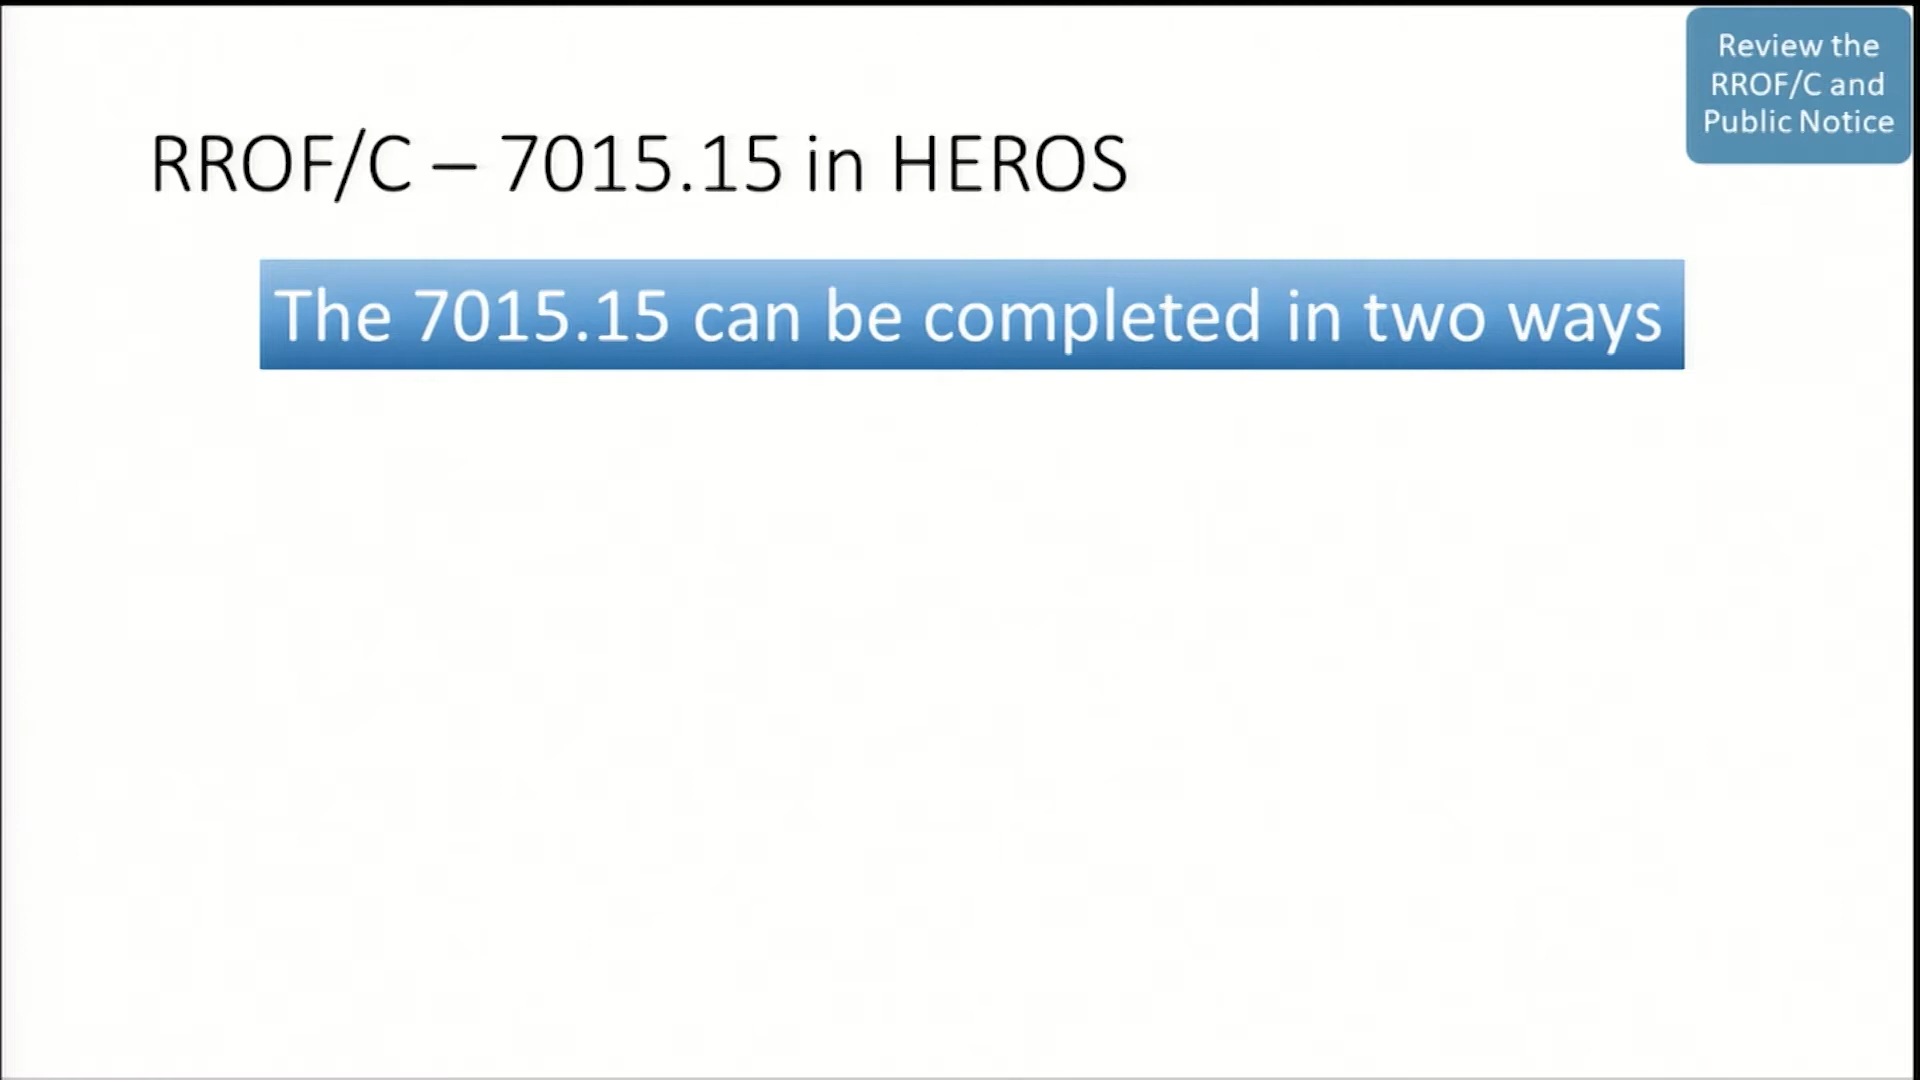 Review the
RROF/C and
Public Notice
RROF/C – 7015.15 in HEROS
The 7015.15 can be completed in two ways